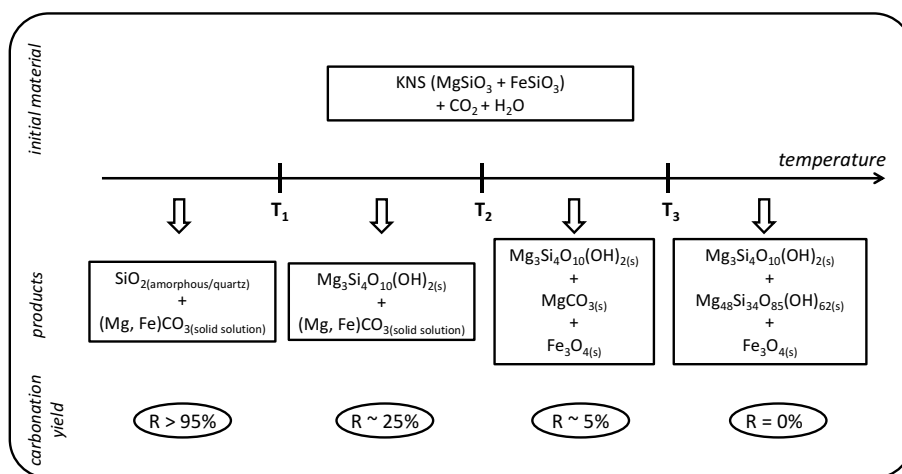 initial material
KNS (MgSiO₃ + FeSiO₃)
+ CO₂ + H₂O
temperature
T₁
T₂
T₃
products
SiO₂(amorphous/quartz)
+
(Mg, Fe)CO₃(solid solution)
Mg₃Si₄O₁₀(OH)₂(s)
+
(Mg, Fe)CO₃(solid solution)
Mg₃Si₄O₁₀(OH)₂(s)
+
MgCO₃(s)
+
Fe₃O₄(s)
Mg₃Si₄O₁₀(OH)₂(s)
+
Mg₄₈Si₃₄O₈₅(OH)₆₂(s)
+
Fe₃O₄(s)
carbonation
yield
R > 95%
R ~ 25%
R ~ 5%
R = 0%